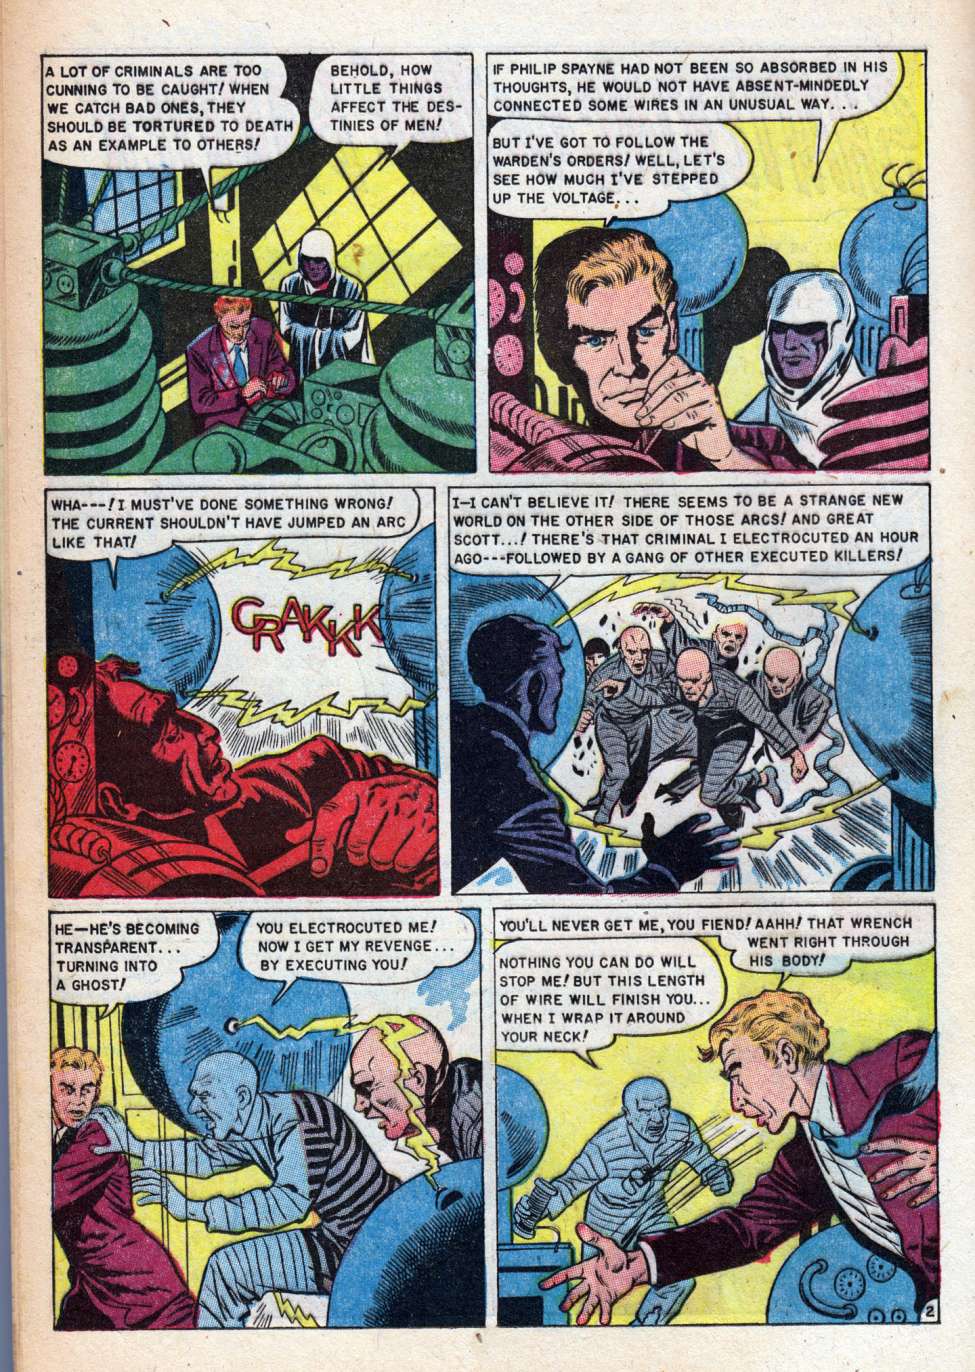 A LOT OF CRIMINALS ARE TOO
CUNNING TO BE CAUGHT! WHEN
WE CATCH BAD ONES, THEY
SHOULD BE TORTURED TO DEATH
AS AN EXAMPLE TO OTHERS!
BEHOLD, HOW
LITTLE THINGS
AFFECT THE DES-
TINIES OF MEN!
IF PHILIP SPAYNE HAD NOT BEEN SO ABSORBED IN HIS
THOUGHTS, HE WOULD NOT HAVE ABSENT-MINDEDLY
CONNECTED SOME WIRES IN AN UNUSUAL WAY...
BUT I'VE GOT TO FOLLOW THE
WARDEN'S ORDERS! WELL, LET'S
SEE HOW MUCH I'VE STEPPED
UP THE VOLTAGE...
WHA---! I MUST'VE DONE SOMETHING WRONG!
THE CURRENT SHOULDN'T HAVE JUMPED AN ARC
LIKE THAT!
CRAKKK
I-I CAN'T BELIEVE IT! THERE SEEMS TO BE A STRANGE NEW
WORLD ON THE OTHER SIDE OF THOSE ARCS! AND GREAT
SCOTT...! THERE'S THAT CRIMINAL I ELECTROCUTED AN HOUR
AGO---FOLLOWED BY A GANG OF OTHER EXECUTED KILLERS!
HE-HE'S BECOMING
TRANSPARENT...
TURNING INTO
A GHOST!
YOU ELECTROCUTED ME!
NOW I GET MY REVENGE...
BY EXECUTING YOU!
YOU'LL NEVER GET ME, YOU FIEND! AAHH! THAT WRENCH
WENT RIGHT THROUGH
HIS BODY!
NOTHING YOU CAN DO WILL
STOP ME! BUT THIS LENGTH
OF WIRE WILL FINISH YOU...
WHEN I WRAP IT AROUND
YOUR NECK!
2